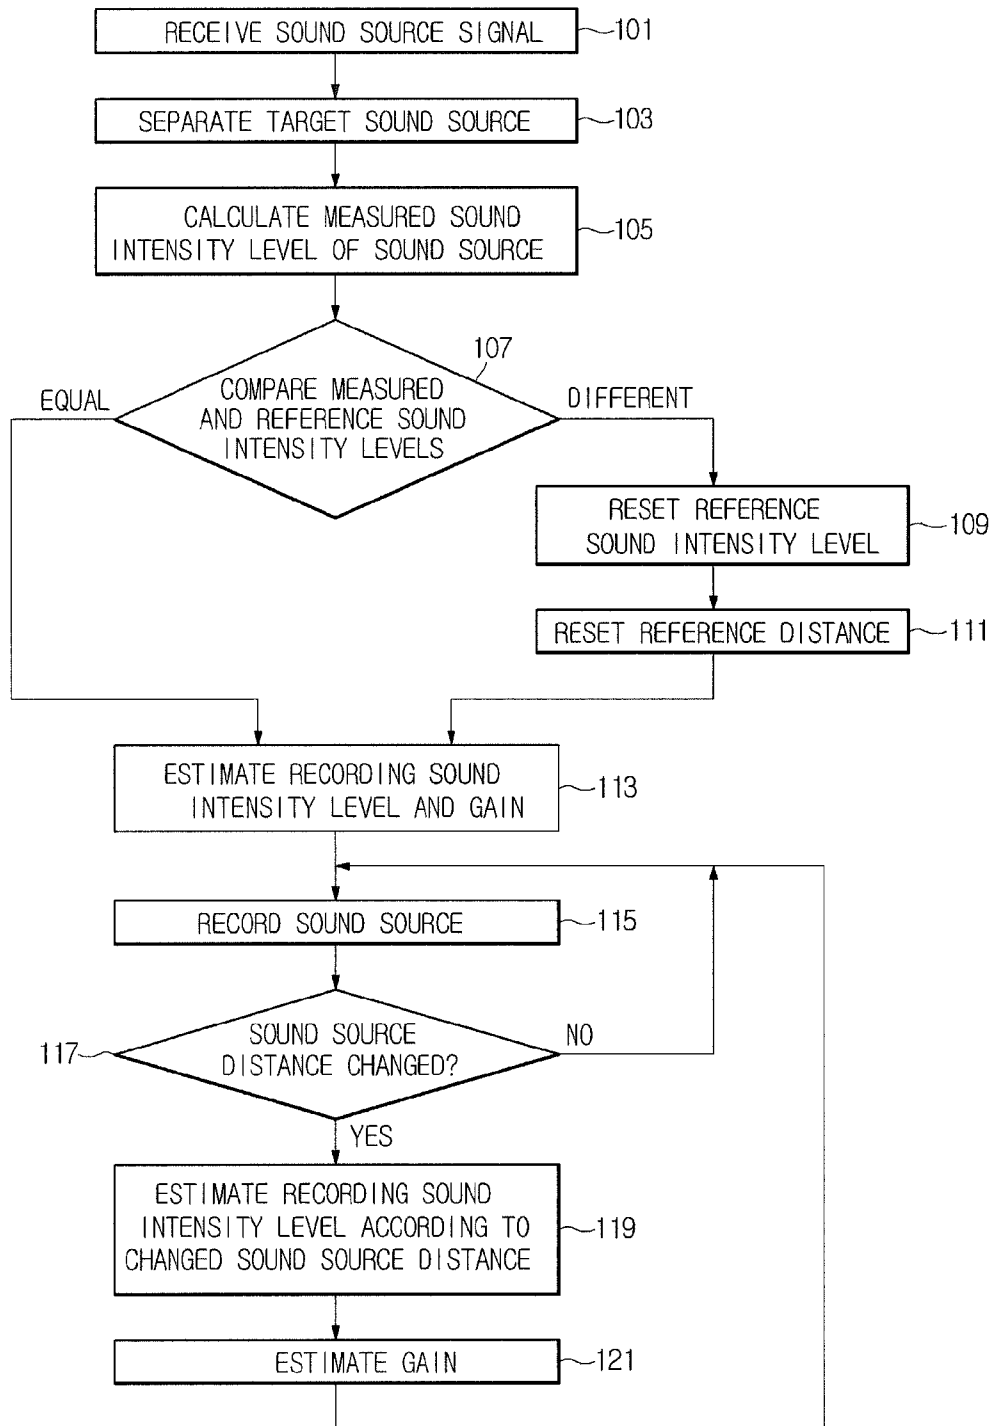 RECEIVE SOUND SOURCE SIGNAL
101
SEPARATE TARGET SOUND SOURCE
103
CALCULATE MEASURED SOUND
INTENSITY LEVEL OF SOUND SOURCE
105
107
EQUAL
COMPARE MEASURED
AND REFERENCE SOUND
INTENSITY LEVELS
DIFFERENT
RESET REFERENCE
SOUND INTENSITY LEVEL
109
RESET REFERENCE DISTANCE
111
ESTIMATE RECORDING SOUND
INTENSITY LEVEL AND GAIN
113
RECORD SOUND SOURCE
115
117
SOUND SOURCE
DISTANCE CHANGED?
NO
YES
ESTIMATE RECORDING SOUND
INTENSITY LEVEL ACCORDING TO
CHANGED SOUND SOURCE DISTANCE
119
ESTIMATE GAIN
121